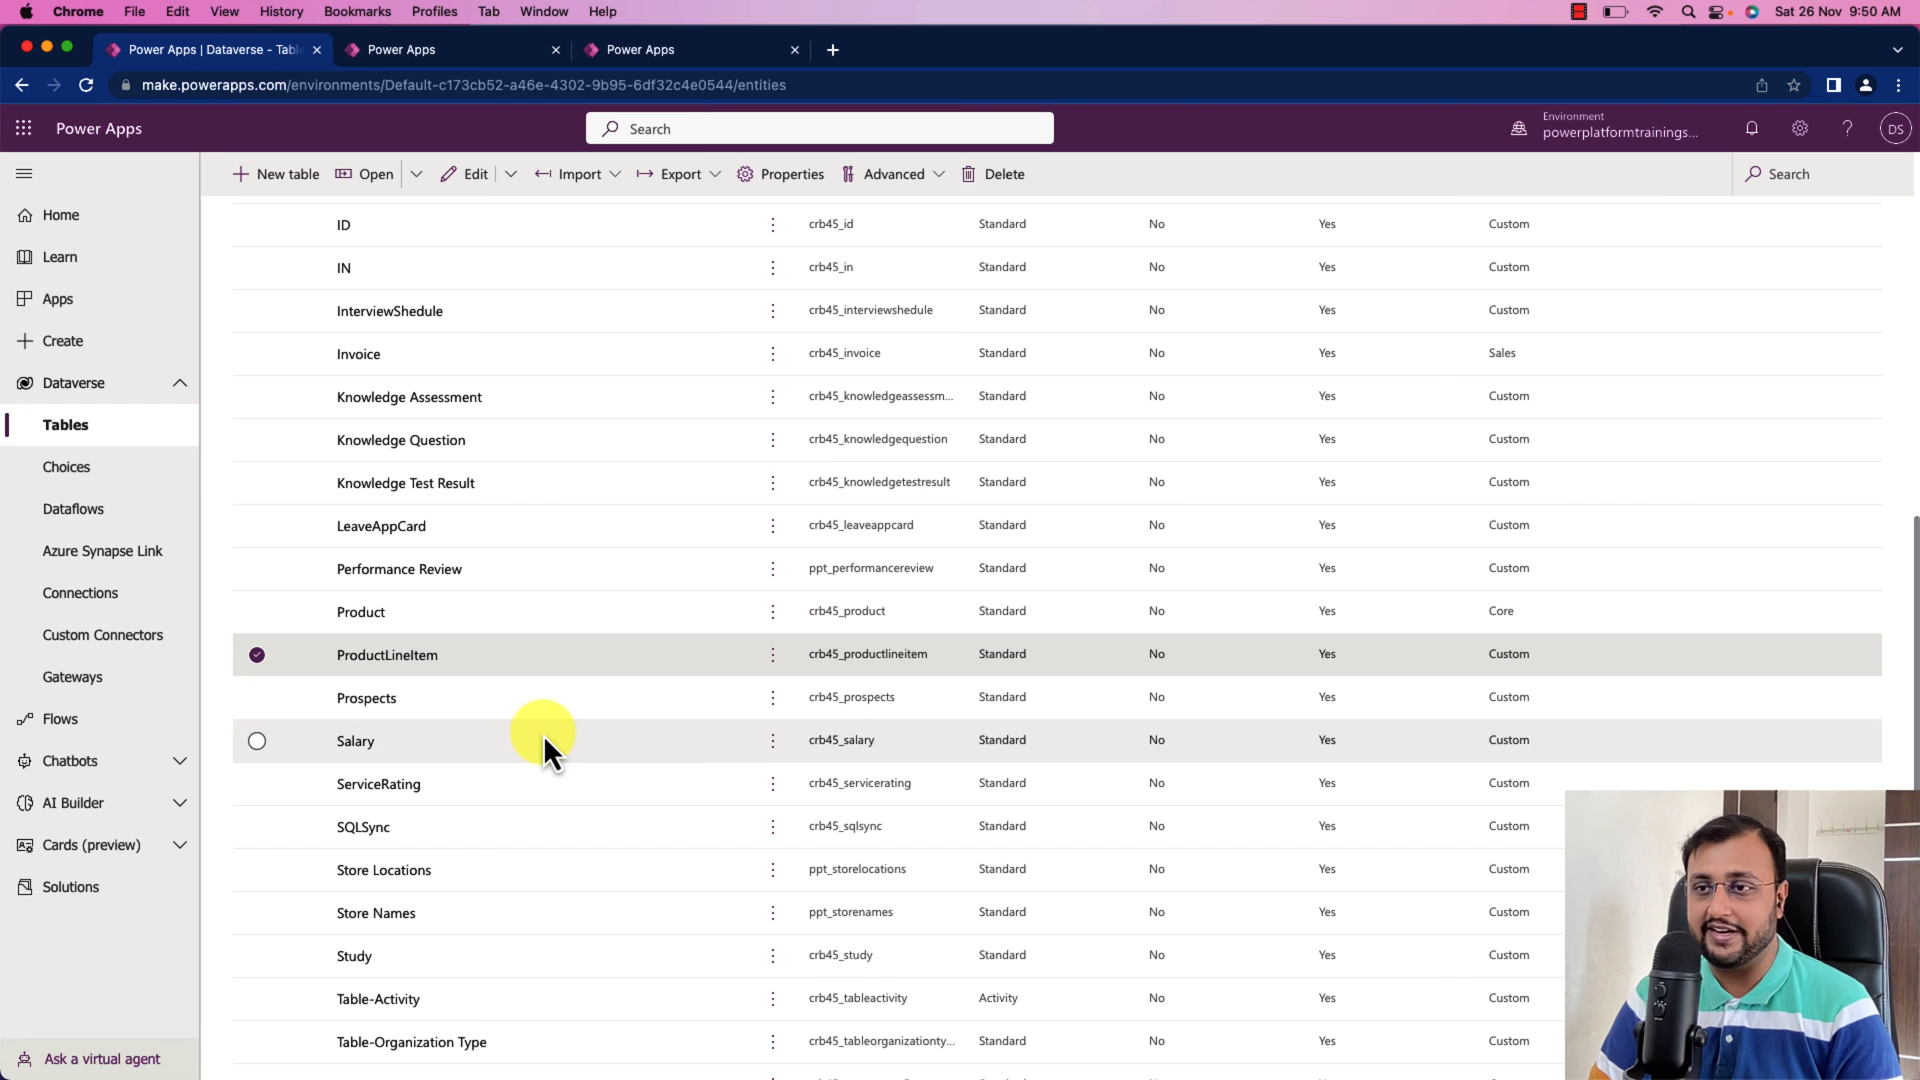 Chrome File Edit View History Bookmarks Profiles Tab Window Help Sat 26 Nov 9:50 AM
Power Apps | Dataverse - Table Power Apps Power Apps
make.powerapps.com/environments/Default-c173cb52-a46e-4302-9b95-6df32c4e0544/entities
Power Apps Search Environment powerplatformtrainings... DS
New table Open Edit Import Export Properties Advanced Delete Search
Home
Learn
Apps
Create
Dataverse
Tables
Choices
Dataflows
Azure Synapse Link
Connections
Custom Connectors
Gateways
Flows
Chatbots
AI Builder
Cards (preview)
Solutions
Ask a virtual agent
ID crb45_id Standard No Yes Custom
IN crb45_in Standard No Yes Custom
InterviewShedule crb45_interviewshedule Standard No Yes Custom
Invoice crb45_invoice Standard No Yes Sales
Knowledge Assessment crb45_knowledgeassessm... Standard No Yes Custom
Knowledge Question crb45_knowledgequestion Standard No Yes Custom
Knowledge Test Result crb45_knowledgetestresult Standard No Yes Custom
LeaveAppCard crb45_leaveappcard Standard No Yes Custom
Performance Review ppt_performancereview Standard No Yes Custom
Product crb45_product Standard No Yes Core
ProductLineItem crb45_productlineitem Standard No Yes Custom
Prospects crb45_prospects Standard No Yes Custom
Salary crb45_salary Standard No Yes Custom
ServiceRating crb45_servicerating Standard No Yes Custom
SQLSync crb45_sqlsync Standard No Yes Custom
Store Locations ppt_storelocations Standard No Yes Custom
Store Names ppt_storenames Standard No Yes Custom
Study crb45_study Standard No Yes Custom
Table-Activity crb45_tableactivity Activity No Yes Custom
Table-Organization Type crb45_tableorganizationty... Standard No Yes Custom